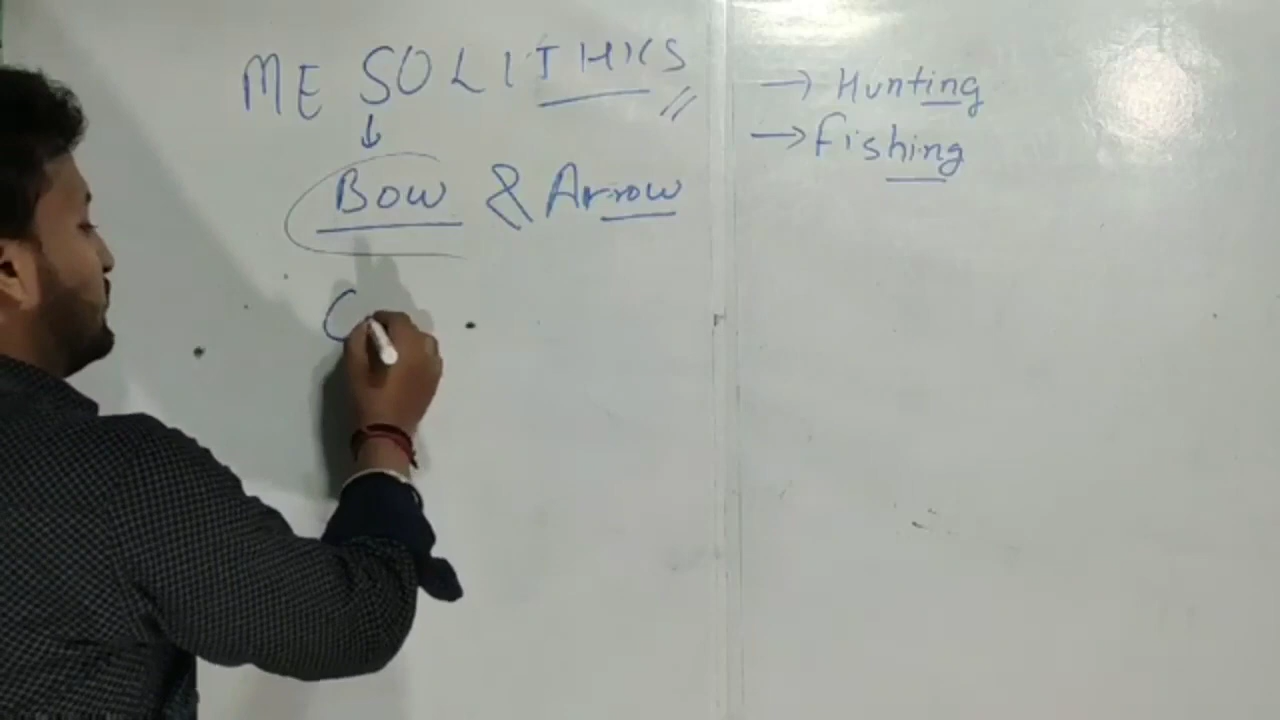 MESOLITHICS
Bow & Arrow
C
→ Hunting
→ fishing